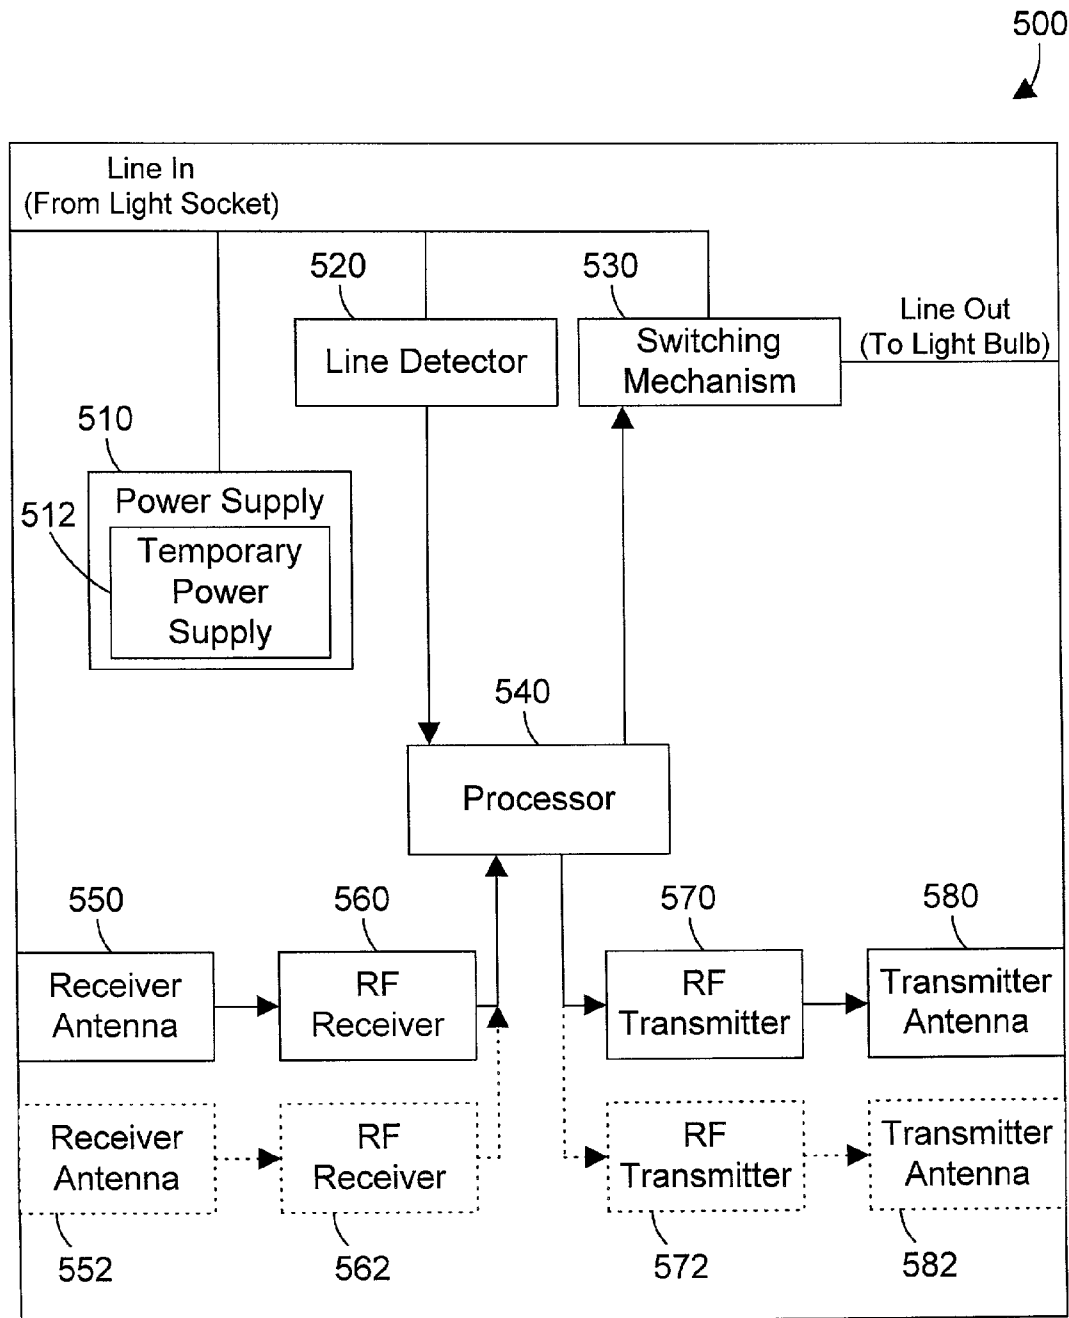 500
Line In
(From Light Socket)
520
530
Line Out
(To Light Bulb)
Line Detector
Switching
Mechanism
510
Power Supply
512
Temporary
Power
Supply
540
Processor
550
560
570
580
Receiver
Antenna
RF
Receiver
RF
Transmitter
Transmitter
Antenna
Receiver
Antenna
RF
Receiver
RF
Transmitter
Transmitter
Antenna
552
562
572
582